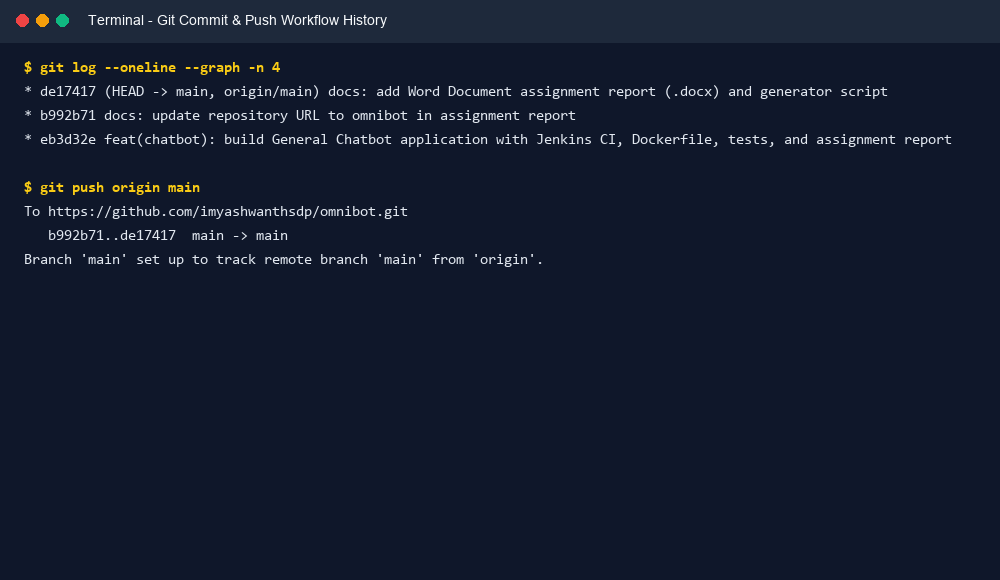 Terminal - Git Commit & Push Workflow History
$ git log --oneline --graph -n 4
* de17417 (HEAD -> main, origin/main) docs: add Word Document assignment report (.docx) and generator script
* b992b71 docs: update repository URL to omnibot in assignment report
* eb3d32e feat(chatbot): build General Chatbot application with Jenkins CI, Dockerfile, tests, and assignment report
$ git push origin main
To https://github.com/imyashwanthsdp/omnibot.git
b992b71..de17417  main -> main
Branch 'main' set up to track remote branch 'main' from 'origin'.